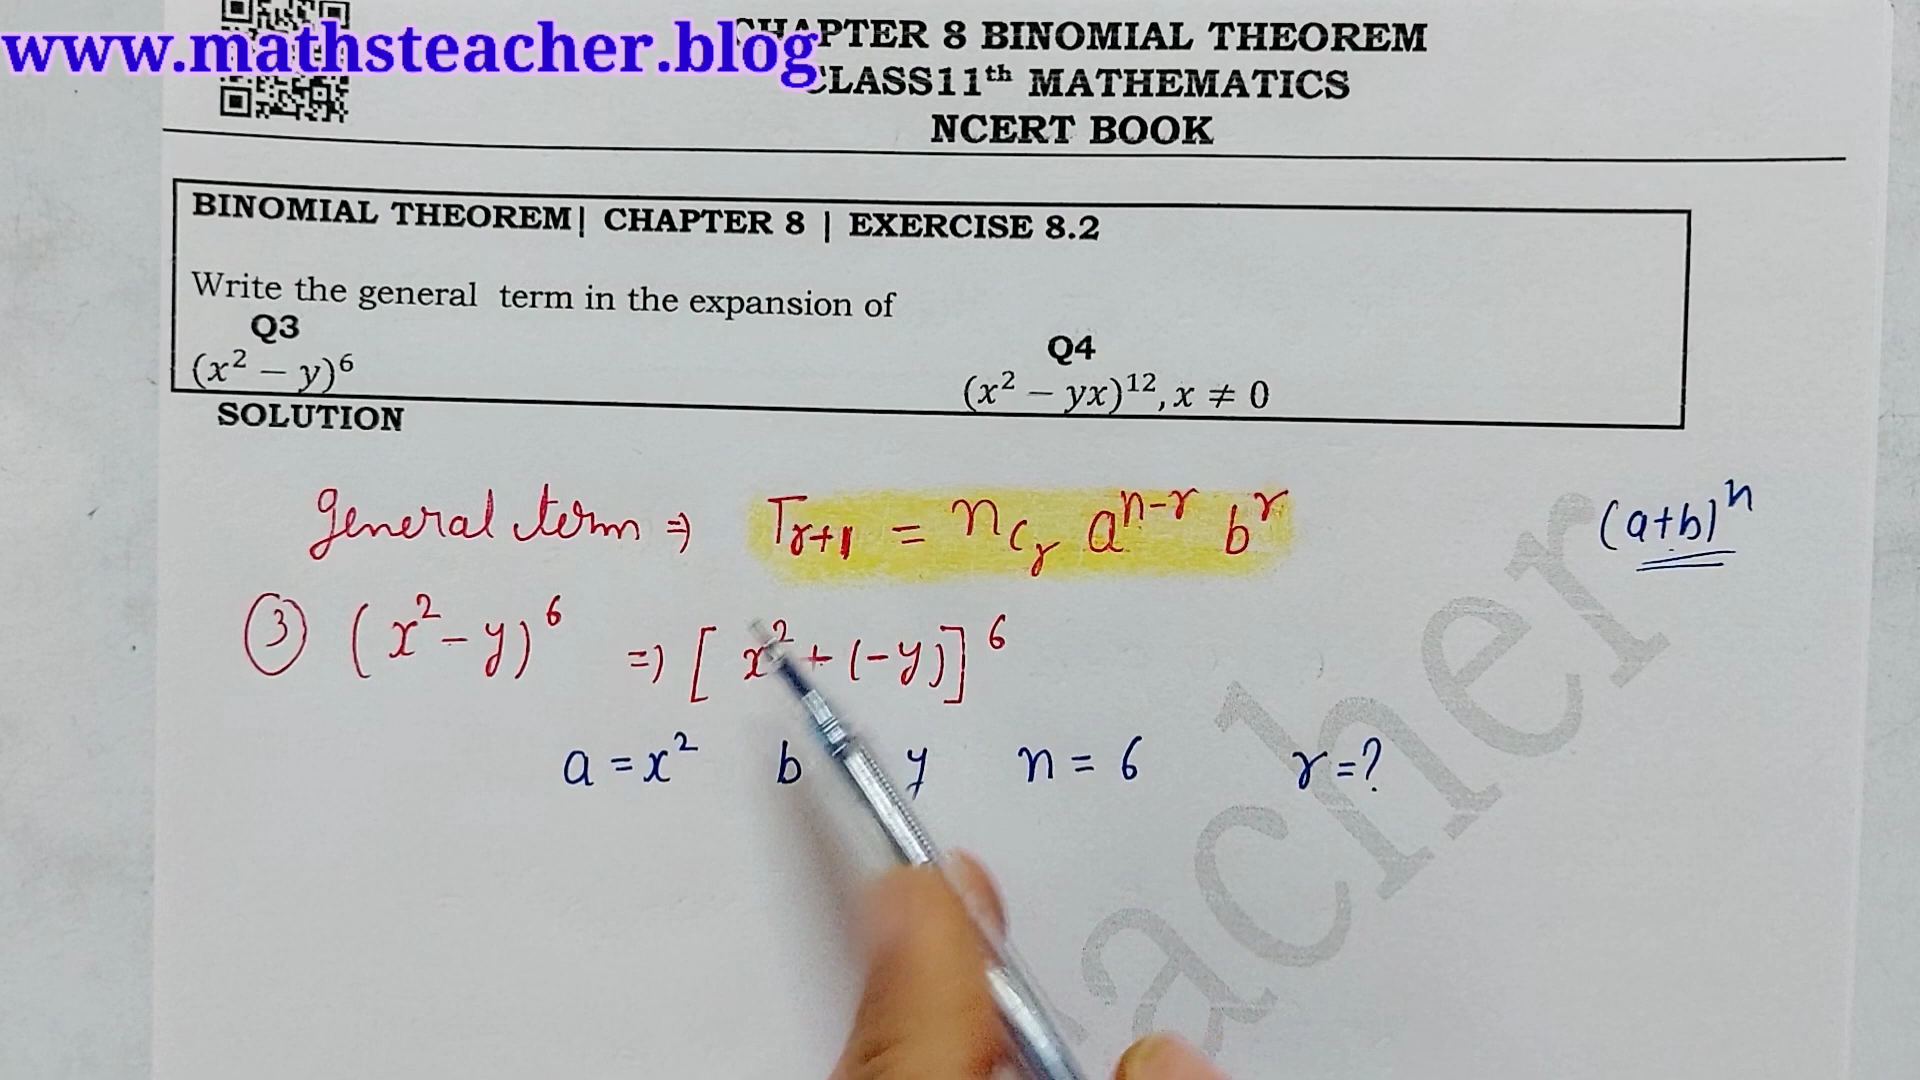 www.mathsteacher.blog
CHAPTER 8 BINOMIAL THEOREM
CLASS11th MATHEMATICS
NCERT BOOK
BINOMIAL THEOREM| CHAPTER 8 | EXERCISE 8.2
Write the general term in the expansion of
Q3
(x² − y)⁶
Q4
(x² − yx)¹², x ≠ 0
SOLUTION
General term ⇒ Tr+1 = nCr aⁿ⁻ʳ bʳ
(a+b)ⁿ
③ (x²-y)⁶ ⇒ [x²+(-y)]⁶
a = x² b y n = 6 r = ?
acher